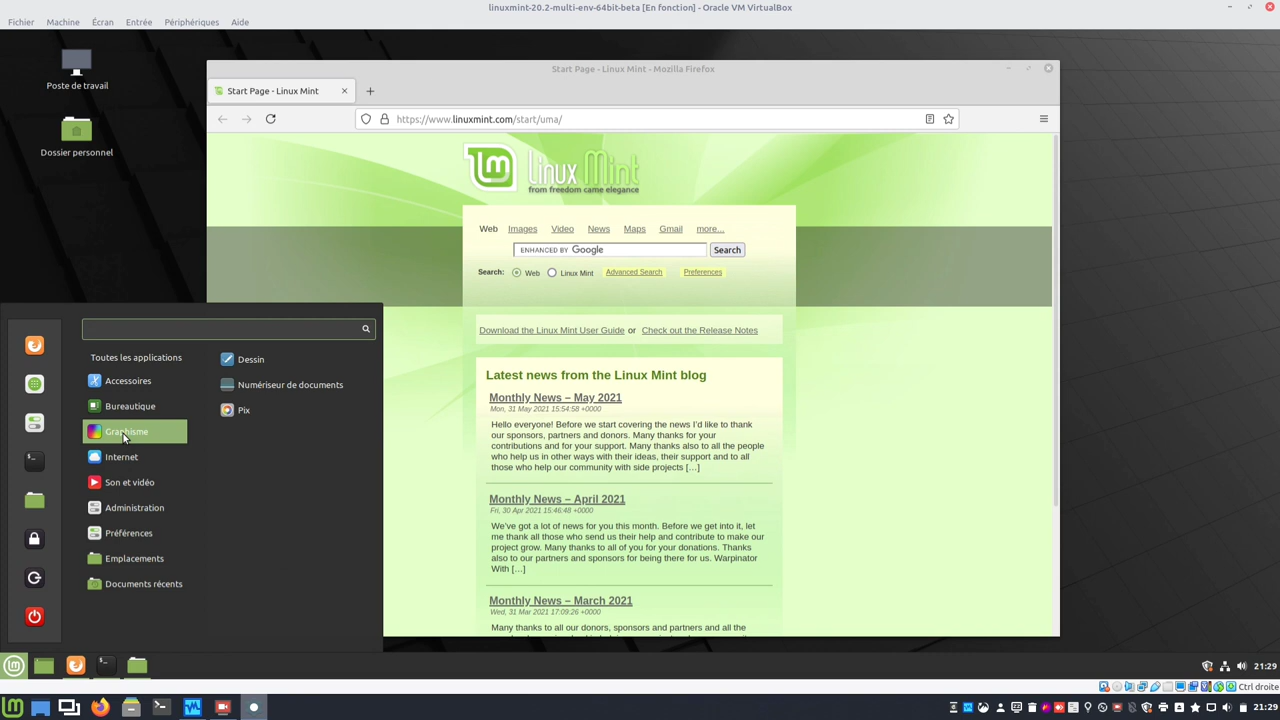 linuxmint-20.2-multi-env-64bit-beta [En fonction] - Oracle VM VirtualBox
Fichier Machine Écran Entrée Périphériques Aide
Poste de travail
Dossier personnel
Start Page - Linux Mint - Mozilla Firefox
Start Page - Linux Mint
https://www.linuxmint.com/start/uma/
Linux Mint
from freedom came elegance
Web Images Video News Maps Gmail more...
ENHANCED BY Google Search
Search: Web Linux Mint Advanced Search Preferences
Download the Linux Mint User Guide or Check out the Release Notes
Latest news from the Linux Mint blog
Monthly News – May 2021
Mon, 31 May 2021 15:54:58 +0000
Hello everyone! Before we start covering the news I'd like to thank
our sponsors, partners and donors. Many thanks for your
contributions and for your support. Many thanks also to all the people
who help us in other ways with their ideas, their support and to all
those who help our community with side projects […]
Monthly News – April 2021
Fri, 30 Apr 2021 15:46:48 +0000
We've got a lot of news for you this month. Before we get into it, let
me thank all those who send us their help and contribute to make our
project grow. Many thanks to all of you for your donations. Thanks
also to our partners and sponsors for being there for us. Warpinator
With […]
Monthly News – March 2021
Wed, 31 Mar 2021 17:09:26 +0000
Many thanks to all our donors, sponsors and partners and all the
Toutes les applications
Accessoires
Bureautique
Graphisme
Internet
Son et vidéo
Administration
Préférences
Emplacements
Documents récents
Dessin
Numériseur de documents
Pix
21:29
Ctrl droite
21:29